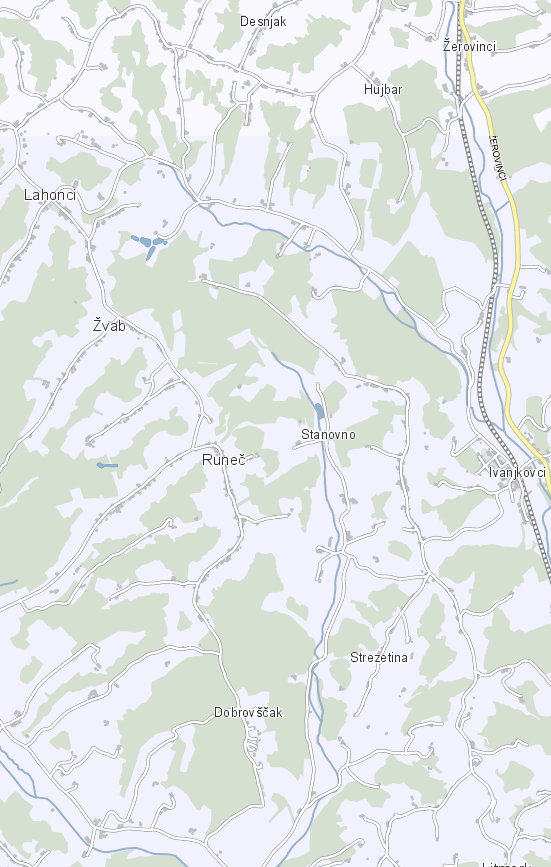 Desnjak
Žerovinci
Hujbar
ŽEROVINCI
Lahonci
Žvab
Stanovno
Runeč
Ivanjkovci
Strezetina
Dobrovščak